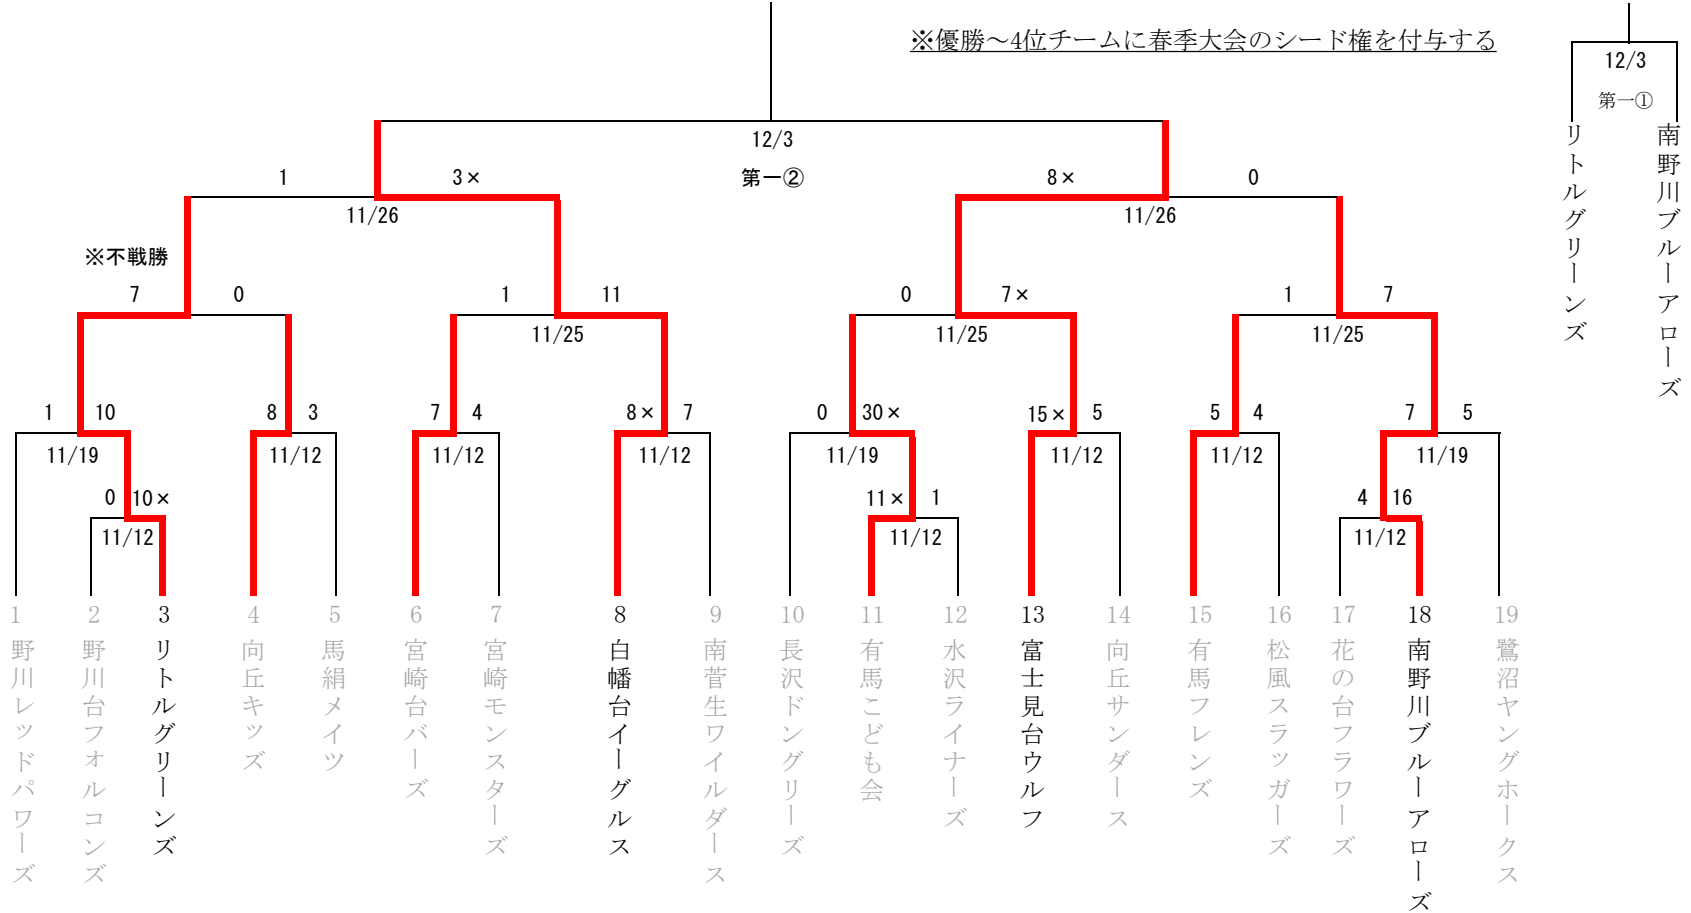 ※優勝～4位チームに春季大会のシード権を付与する
12/3
第一①
リトルグリーンズ
南野川ブルーアローズ
12/3
第一②
1 3× 8× 0
11/26 11/26
※不戦勝
7 0 1 11 0 7× 1 7
11/25 11/25 11/25
1 10 8 3 7 4 8× 7 0 30× 15× 5 5 4 7 5
11/19 11/12 11/12 11/12 11/19 11/12 11/12 11/19
0 10× 11× 1 4 16
11/12 11/12 11/12
1 野川レッドパワーズ
2 野川台フォルコンズ
3 リトルグリーンズ
4 向丘キッズ
5 馬絹メイツ
6 宮崎台バーズ
7 宮崎モンスターズ
8 白幡台イーグルス
9 南菅生ワイルダース
10 長沢ドングリーズ
11 有馬こども会
12 水沢ライナーズ
13 富士見台ウルフ
14 向丘サンダース
15 有馬フレンズ
16 松風スラッガーズ
17 花の台フラワーズ
18 南野川ブルーアローズ
19 鷺沼ヤングホークス